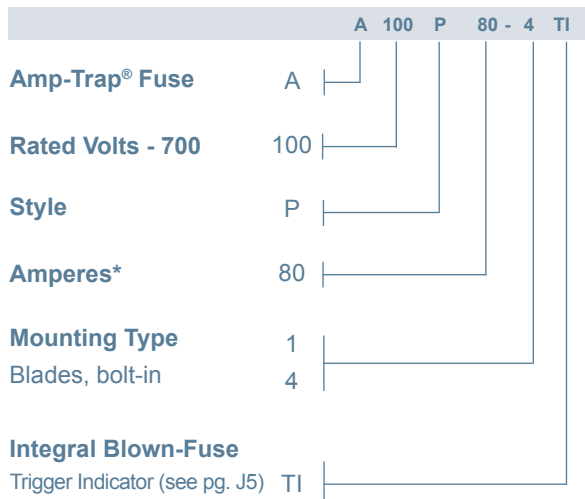 A 100 P 80 - 4 TI
Amp-Trap® Fuse A
Rated Volts - 700 100
Style P
Amperes* 80
Mounting Type 1
Blades, bolt-in 4
Integral Blown-Fuse
Trigger Indicator (see pg. J5) TI